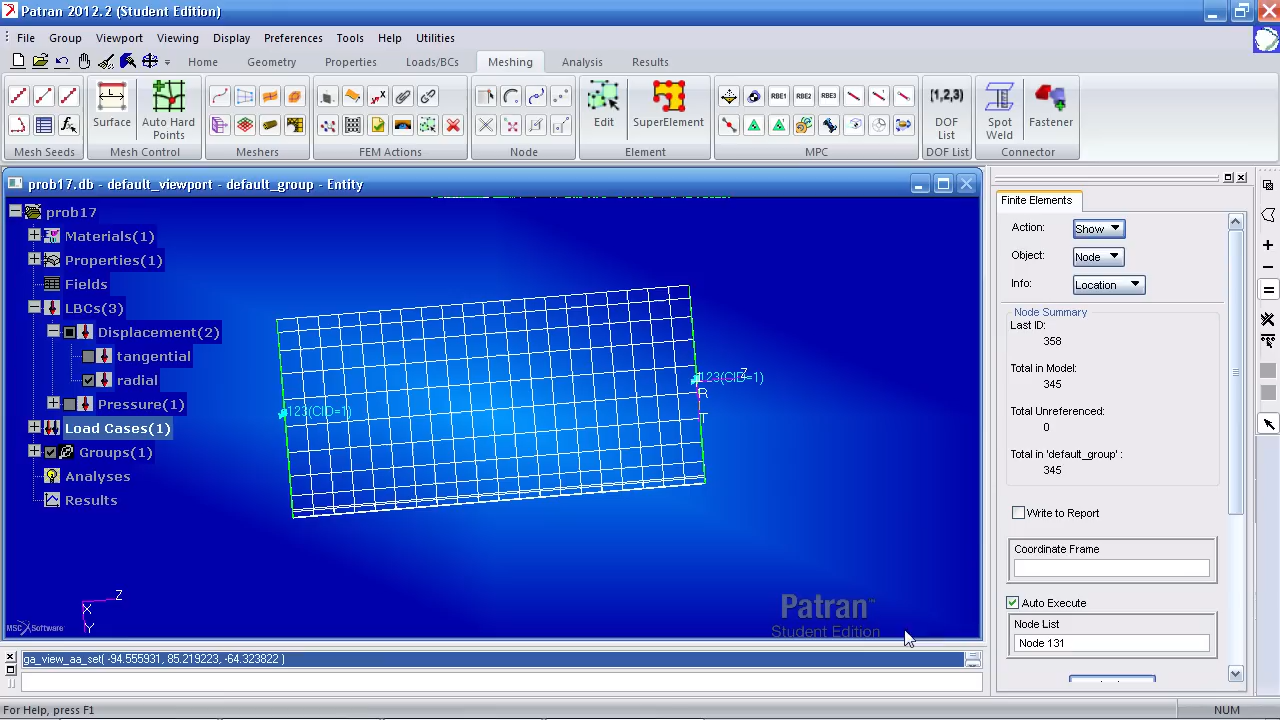 Patran 2012.2 (Student Edition)
File Group Viewport Viewing Display Preferences Tools Help Utilities
Home Geometry Properties Loads/BCs Meshing Analysis Results
Surface Auto Hard Points RBE1 RBE2 RBE3 Edit SuperElement [1,2,3] DOF List Spot Weld Fastener
Mesh Seeds Mesh Control Meshers FEM Actions Node Element MPC DOF List Connector
prob17.db - default_viewport - default_group - Entity
prob17
Materials(1)
Properties(1)
Fields
LBCs(3)
Displacement(2)
tangential
radial
Pressure(1)
Load Cases(1)
Groups(1)
Analyses
Results
123(CID=1)
123(CID=1)
Z
R
T
Z
X
Y
MSC Software
Patran™
Student Edition
Finite Elements
Action: Show
Object: Node
Info: Location
Node Summary
Last ID:
358
Total in Model:
345
Total Unreferenced:
0
Total in 'default_group' :
345
Write to Report
Coordinate Frame
Auto Execute
Node List
Node 131
ga_view_aa_set( -94.555931, 85.219223, -64.323822 )
For Help, press F1
NUM